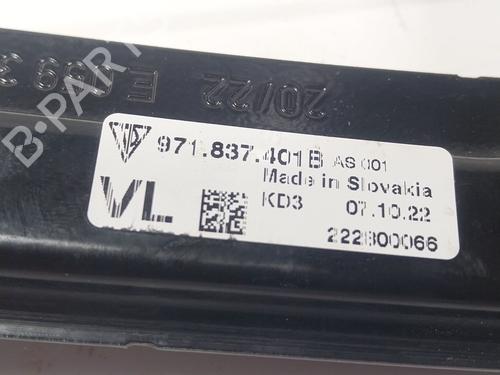 20/22
971.837.401B AS 001
Made in Slovakia
VL KD3 07.10.22
222800066
B-PARTS